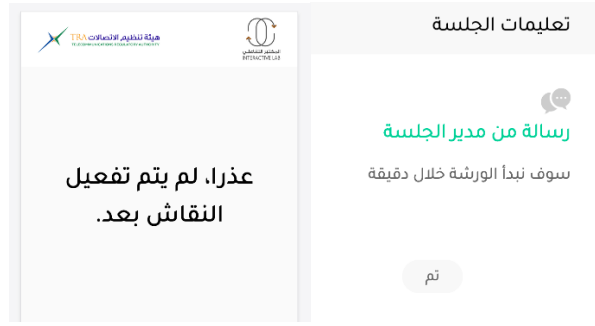 تعليمات الجلسة
رسالة من مدير الجلسة
سوف نبدأ الورشة خلال دقيقة
تم
هيئة تنظيم الاتصالات TRA
TELECOMMUNICATIONS REGULATORY AUTHORITY
المختبر التفاعلي
INTERACTIVE LAB
عذرا، لم يتم تفعيل
النقاش بعد.